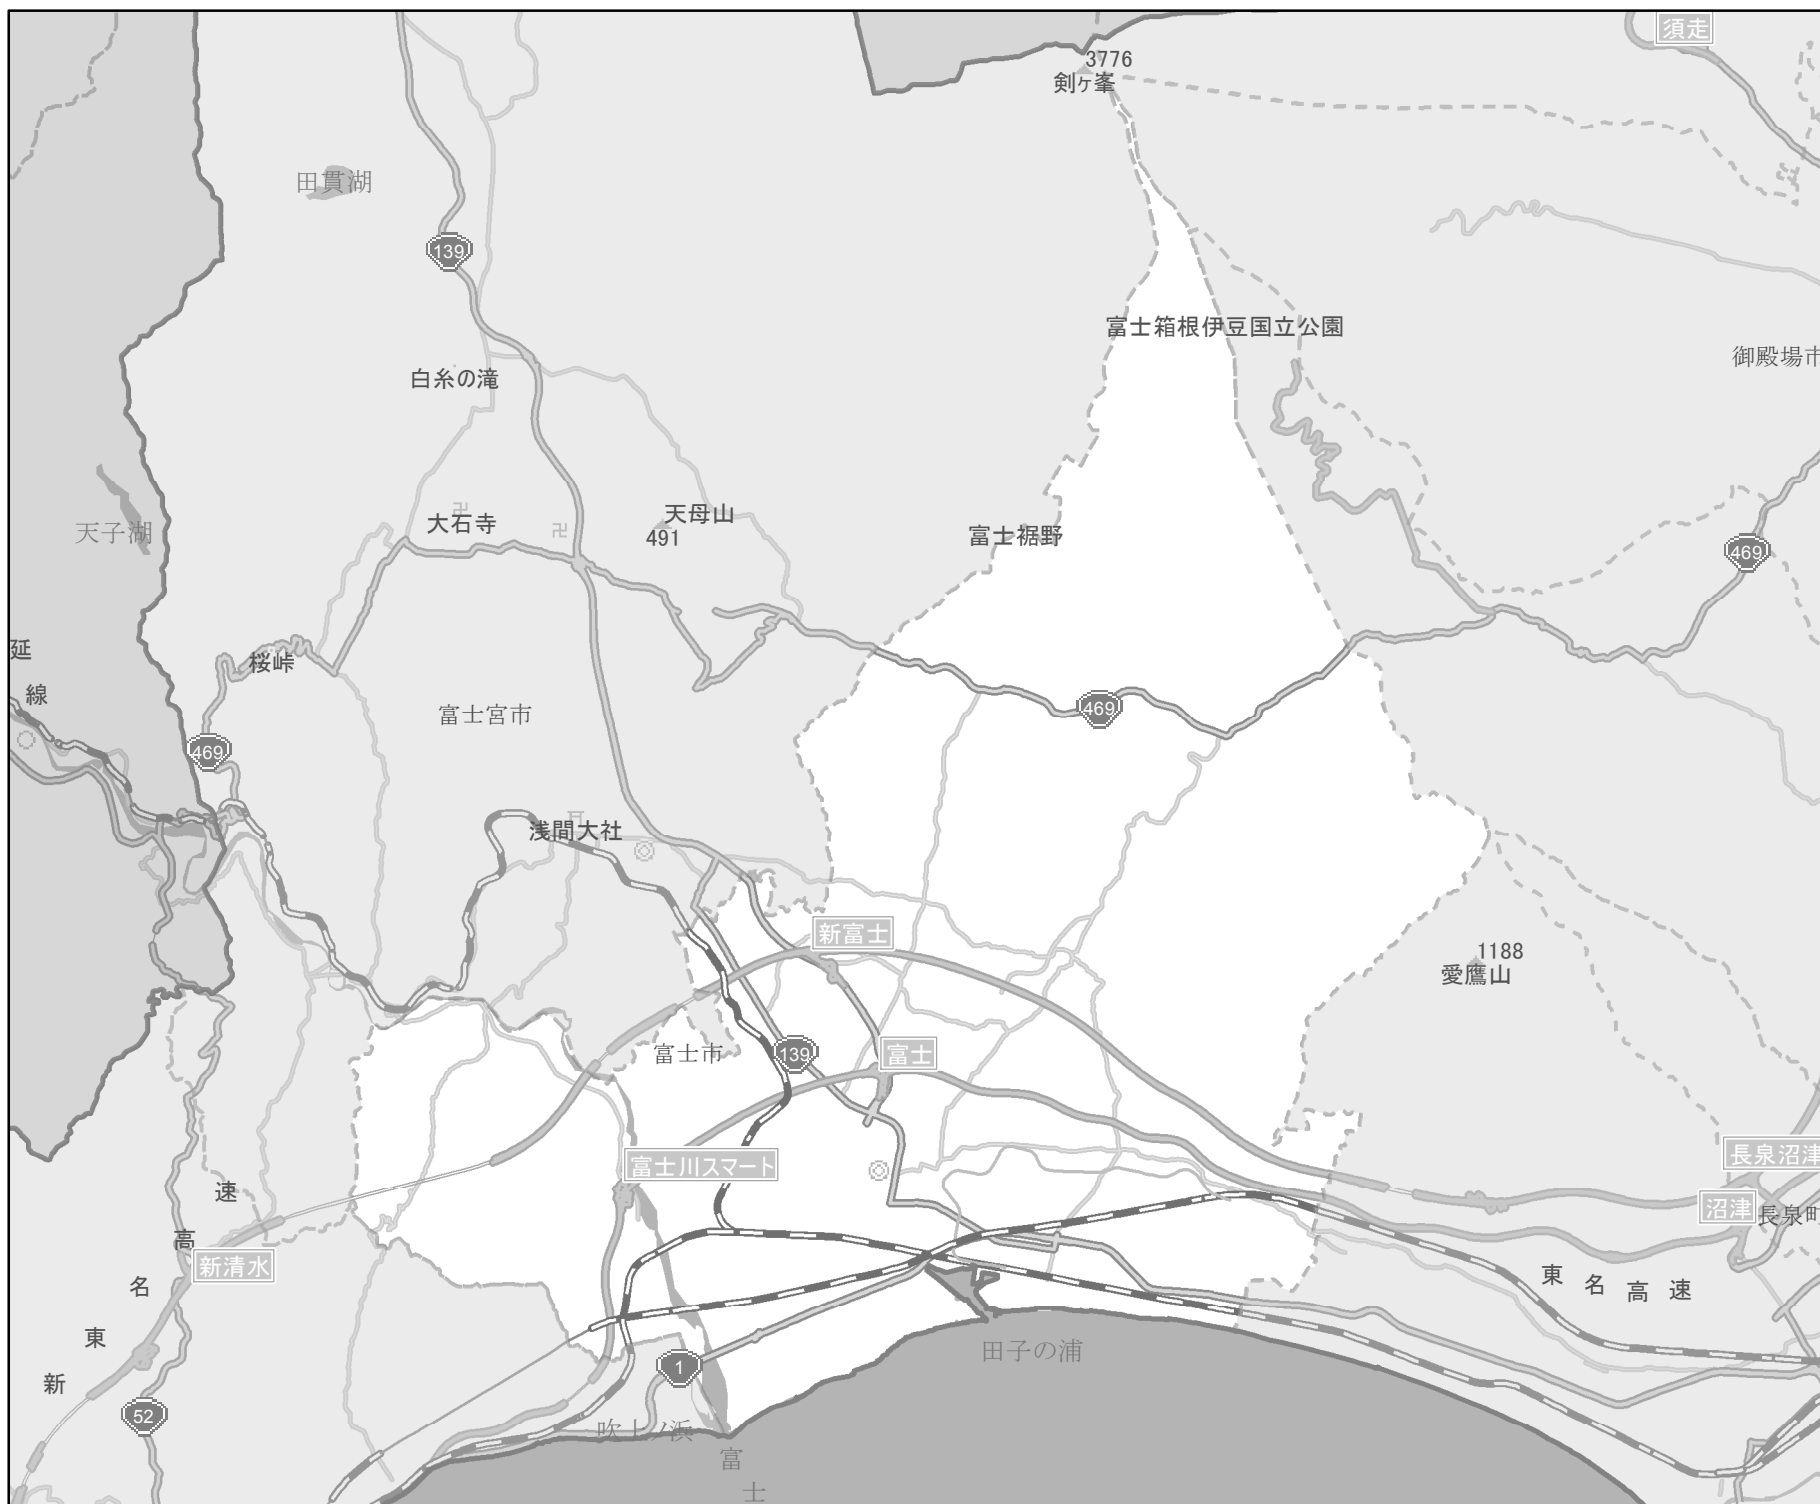 須走
3776
剣ヶ峯
田貫湖
139
富士箱根伊豆国立公園
御殿場市
白糸の滝
大石寺
天母山
491
天子湖
富士裾野
469
延
線
桜峠
富士宮市
469
469
浅間大社
新富士
1188
愛鷹山
富士市
139
富士
富士川スマート
長泉沼津
沼津
長泉町
速
高
名
東
新
新清水
東名高速
田子の浦
1
52
吹上ノ浜
富
士